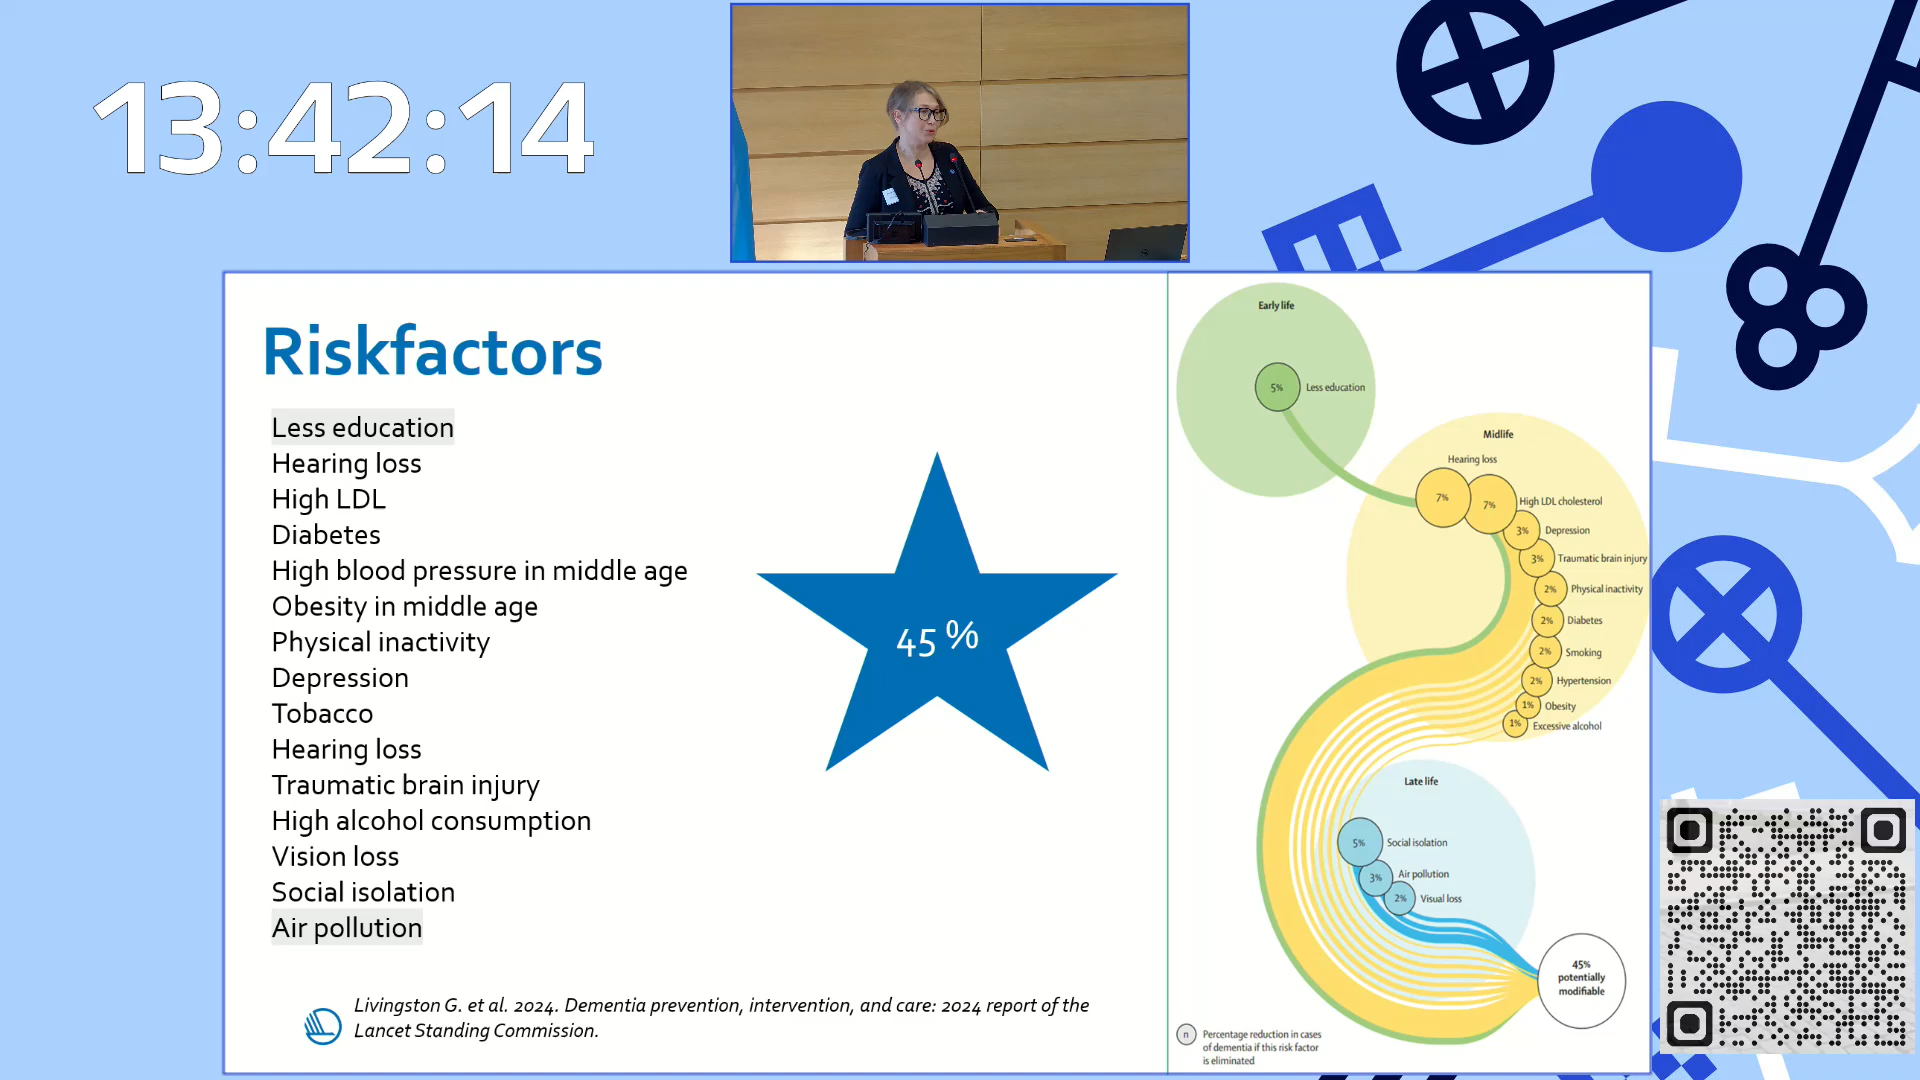 13:42:14
Riskfactors
Less education
Hearing loss
High LDL
Diabetes
High blood pressure in middle age
Obesity in middle age
Physical inactivity
Depression
Tobacco
Hearing loss
Traumatic brain injury
High alcohol consumption
Vision loss
Social isolation
Air pollution
45 %
Livingston G. et al. 2024. Dementia prevention, intervention, and care: 2024 report of the
Lancet Standing Commission.
Early life
5% Less education
Midlife
Hearing loss
7%
7% High LDL cholesterol
3% Depression
3% Traumatic brain injury
2% Physical inactivity
2% Diabetes
2% Smoking
2% Hypertension
1% Obesity
1% Excessive alcohol
Late life
5% Social isolation
3% Air pollution
2% Visual loss
45%
potentially
modifiable
n Percentage reduction in cases
of dementia if this risk factor
is eliminated